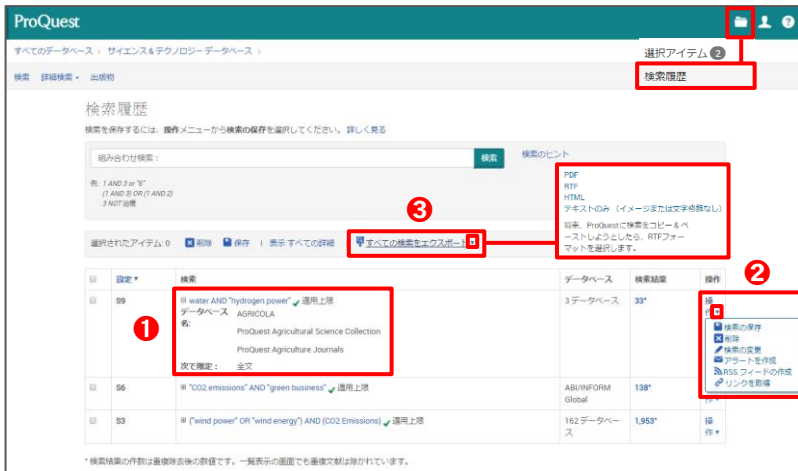 ProQuest
すべてのデータベース › サイエンス&テクノロジー データベース ›
選択アイテム 2
検索 詳細検索 出版物
検索履歴
検索履歴
検索を保存するには、操作メニューから検索の保存を選択してください。 詳しく見る
組み合わせ検索：
検索
検索のヒント
例: 1 AND 3 or "6"
(1 AND 3) OR (1 AND 2)
3 NOT 治療
PDF
RTF
HTML
テキストのみ（イメージまたは文字修飾なし）
将来、ProQuestに検索をコピー＆ペ
ーストしようとした
ら、RTFフォー
マットを選択します。
❸
選択されたアイテム: 0 削除 保存 | 表示 すべての詳細 | すべての検索をエクスポート
設定 検索 データベース 検索結果 操作
❷
❶
S9 water AND "hydrogen power" 適用上限 3 データベース 33* 操作
データベース名: AGRICOLA
ProQuest Agricultural Science Collection
ProQuest Agriculture Journals
次で限定： 全文
検索の保存
削除
検索の変更
アラートを作成
RSS フィードの作成
リンクを取得
S6 "CO2 emissions" AND "green business" 適用上限 ABI/INFORM Global 138*
S3 ("wind power" OR "wind energy") AND (CO2 Emissions) 適用上限 162 データベース 1,953* 操作
* 検索結果の件数は重複除去後の数値です。一覧表示の画面でも重複文献は除かれています。